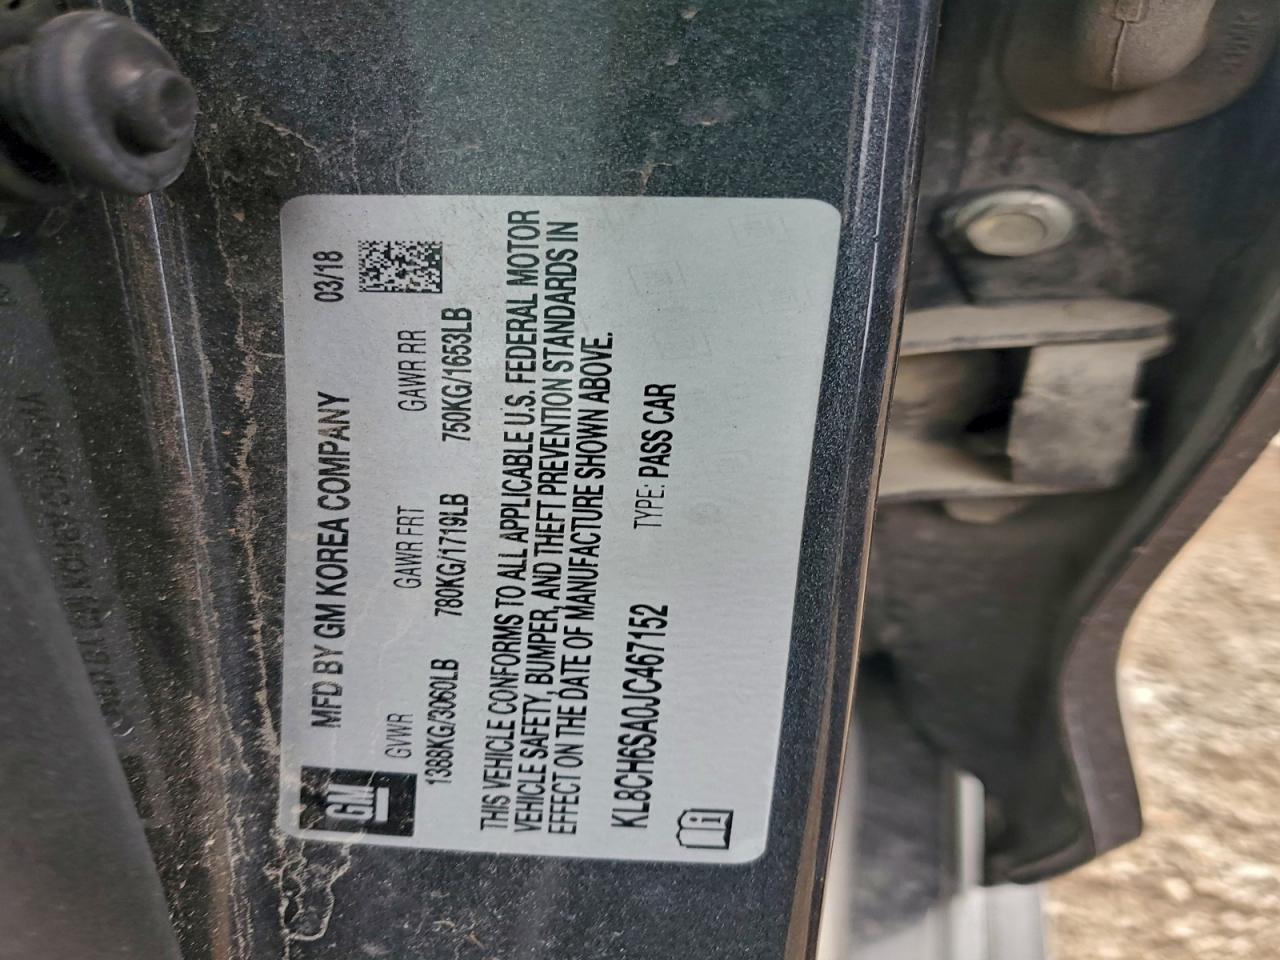 GM
MFD BY GM KOREA COMPANY 03/18
GVWR GAWR FRT GAWR RR
1388KG/3060LB 780KG/1719LB 750KG/1653LB
THIS VEHICLE CONFORMS TO ALL APPLICABLE U.S. FEDERAL MOTOR
VEHICLE SAFETY, BUMPER, AND THEFT PREVENTION STANDARDS IN
EFFECT ON THE DATE OF MANUFACTURE SHOWN ABOVE.
KL8CH6SA0JC467152 TYPE: PASS CAR